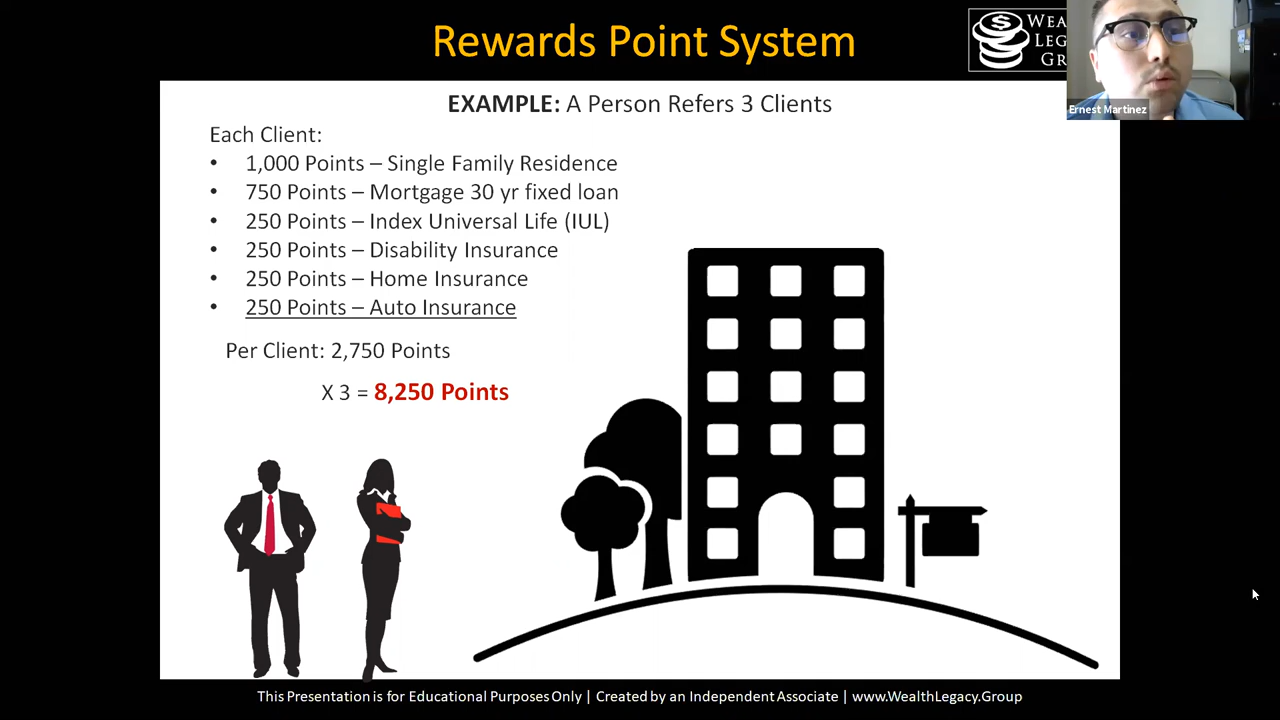 Rewards Point System
EXAMPLE: A Person Refers 3 Clients
Each Client:
• 1,000 Points – Single Family Residence
• 750 Points – Mortgage 30 yr fixed loan
• 250 Points – Index Universal Life (IUL)
• 250 Points – Disability Insurance
• 250 Points – Home Insurance
• 250 Points – Auto Insurance
Per Client: 2,750 Points
X 3 = 8,250 Points
Ernest Martinez
This Presentation is for Educational Purposes Only | Created by an Independent Associate | www.WealthLegacy.Group